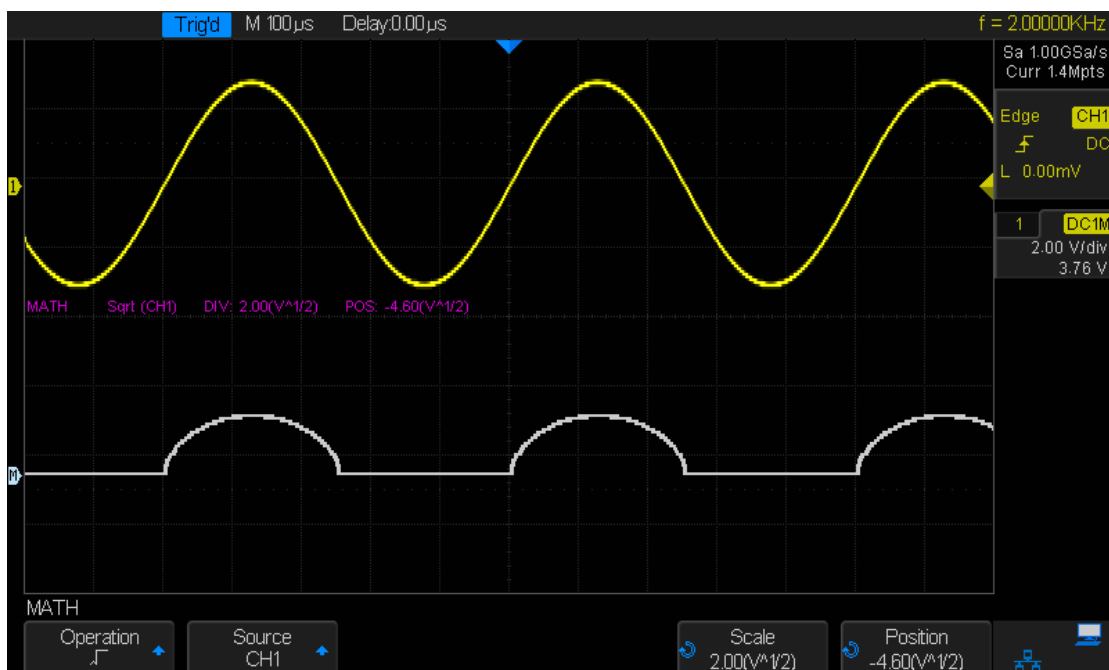 Trig'd M 100µs Delay:0.00µs f = 2.00000KHz
Sa 1.00GSa/s
Curr 1.4Mpts
Edge CH1
DC
L 0.00mV
1 DC1M
2.00 V/div
3.76 V
1
MATH Sqrt (CH1) DIV: 2.00(V^1/2) POS: -4.60(V^1/2)
M
MATH
Operation Source Scale Position
√ CH1 2.00(V^1/2) -4.60(V^1/2)